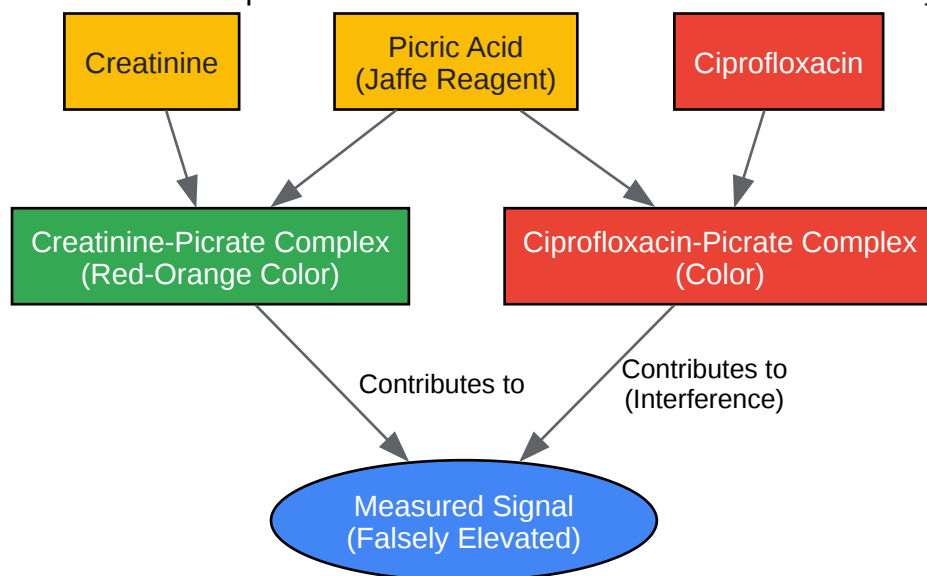 Creatinine
Picric Acid
(Jaffe Reagent)
Ciprofloxacin
Creatinine-Picrate Complex
(Red-Orange Color)
Ciprofloxacin-Picrate Complex
(Color)
Contributes to
Contributes to
(Interference)
Measured Signal
(Falsely Elevated)